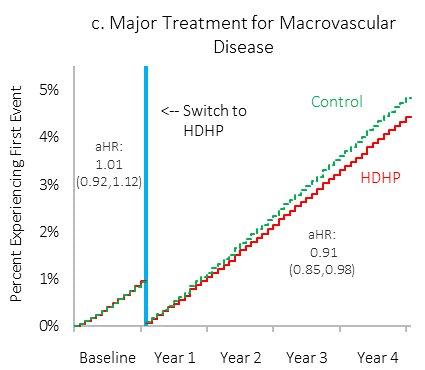 c. Major Treatment for Macrovascular
Disease
Percent Experiencing First Event
5%
4%
3%
2%
1%
0%
aHR:
1.01
(0.92,1.12)
<-- Switch to
HDHP
Control
HDHP
aHR:
0.91
(0.85,0.98)
Baseline Year 1 Year 2 Year 3 Year 4